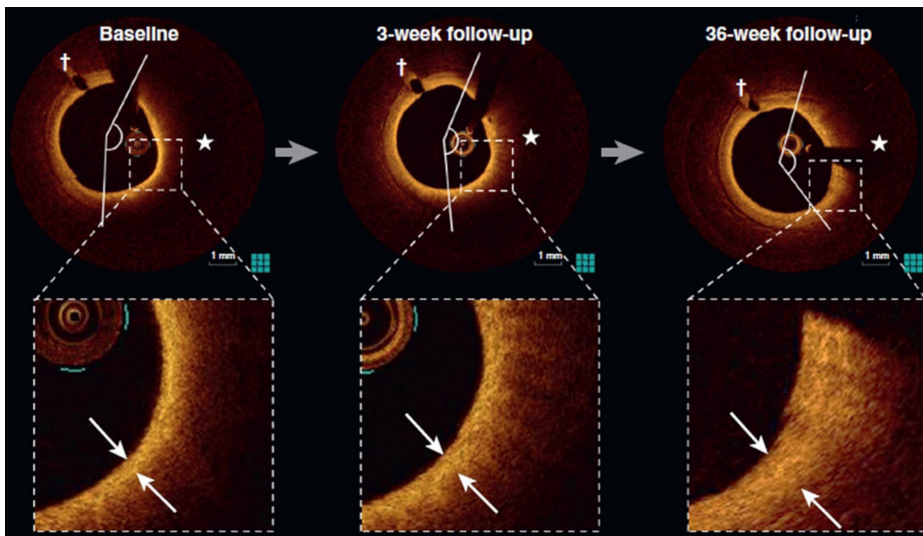 Baseline
3-week follow-up
36-week follow-up
†
†
†
1 mm
1 mm
1 mm